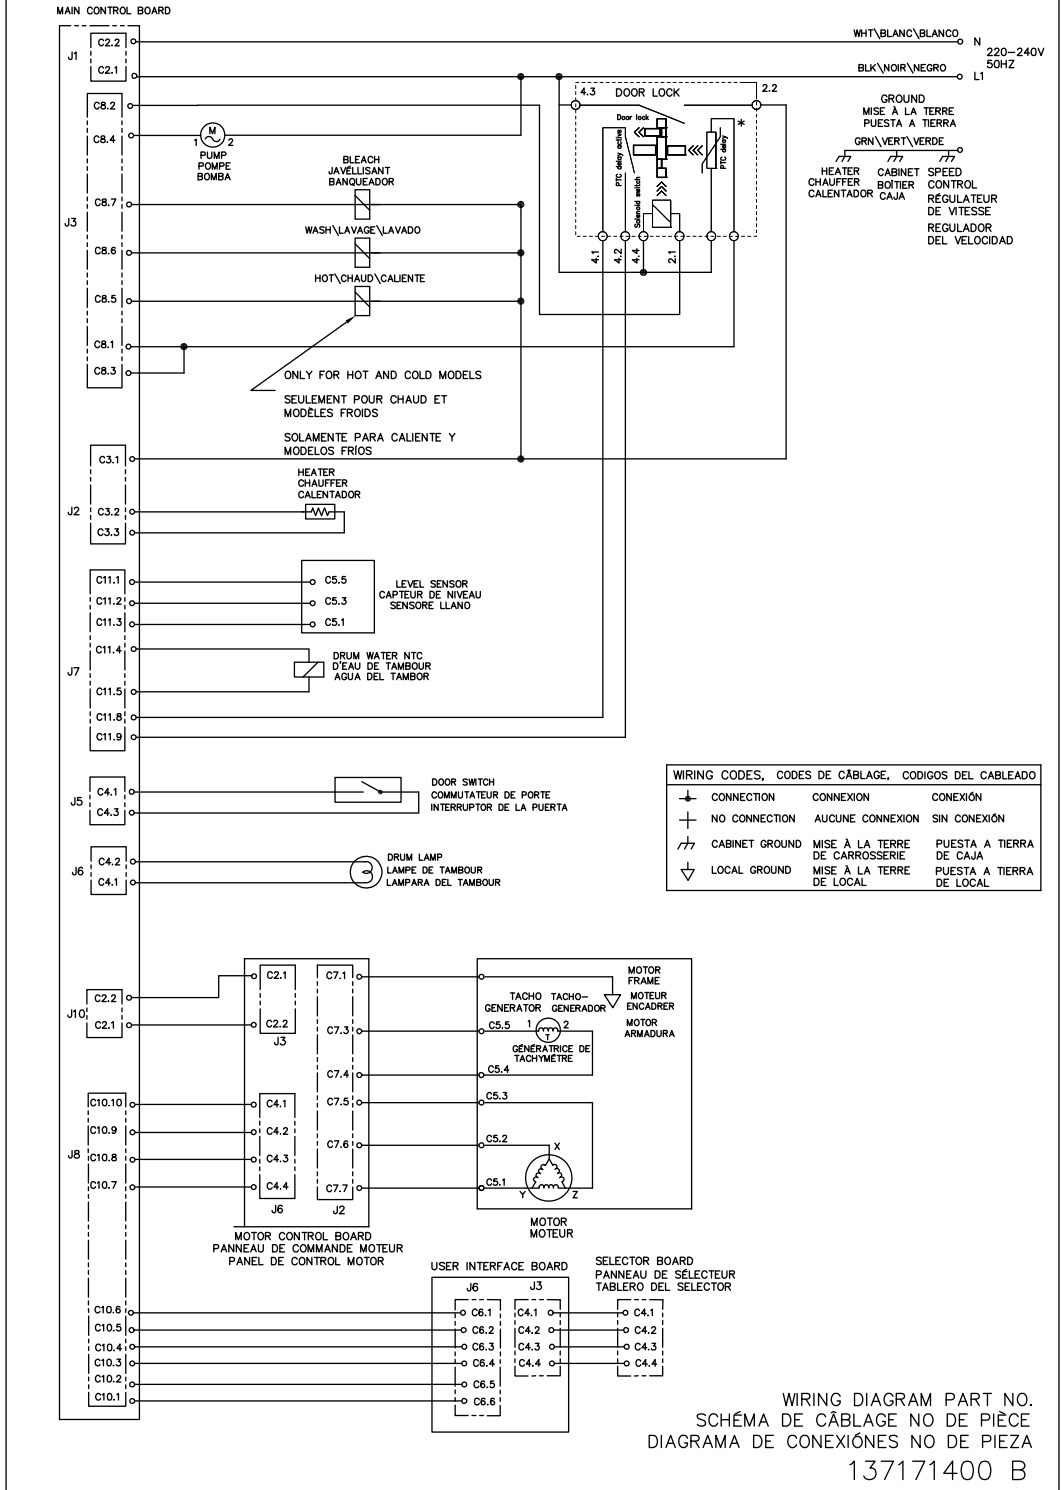 MAIN CONTROL BOARD
J1
C2.2
C2.1
WHT\BLANC\BLANCO
N
220-240V
50HZ
BLK\NOIR\NEGRO
L1
J3
C8.2
C8.4
C8.7
C8.6
C8.5
C8.1
C8.3
M
1
2
PUMP
POMPE
BOMBA
BLEACH
JAVÉLLISANT
BANQUEADOR
WASH\LAVAGE\LAVADO
HOT\CHAUD\CALIENTE
ONLY FOR HOT AND COLD MODELS
SEULEMENT POUR CHAUD ET
MODÈLES FROIDS
SOLAMENTE PARA CALIENTE Y
MODELOS FRÍOS
4.3
DOOR LOCK
2.2
Door lock
PTC delay active
Solenoid switch
PTC delay
*
4.1
4.2
4.4
2.1
GROUND
MISE À LA TERRE
PUESTA A TIERRA
GRN\VERT\VERDE
HEATER
CHAUFFER
CALENTADOR
CABINET
BOÎTIER
CAJA
SPEED
CONTROL
RÉGULATEUR
DE VITESSE
REGULADOR
DEL VELOCIDAD
J2
C3.1
C3.2
C3.3
HEATER
CHAUFFER
CALENTADOR
J7
C11.1
C11.2
C11.3
C11.4
C11.5
C11.8
C11.9
C5.5
C5.3
C5.1
LEVEL SENSOR
CAPTEUR DE NIVEAU
SENSORE LLANO
DRUM WATER NTC
D'EAU DE TAMBOUR
AGUA DEL TAMBOR
J5
C4.1
C4.3
DOOR SWITCH
COMMUTATEUR DE PORTE
INTERRUPTOR DE LA PUERTA
J6
C4.2
C4.1
DRUM LAMP
LAMPE DE TAMBOUR
LAMPARA DEL TAMBOUR
WIRING CODES, CODES DE CÂBLAGE, CODIGOS DEL CABLEADO
CONNECTION CONNEXION CONEXIÓN
NO CONNECTION AUCUNE CONNEXION SIN CONEXIÓN
CABINET GROUND MISE À LA TERRE PUESTA A TIERRA
DE CARROSSERIE DE CAJA
LOCAL GROUND MISE À LA TERRE PUESTA A TIERRA
DE LOCAL DE LOCAL
J10
C2.2
C2.1
C2.1
C2.2
J3
C7.1
C7.3
C7.4
C7.5
C7.6
C7.7
J2
J8
C10.10
C10.9
C10.8
C10.7
C4.1
C4.2
C4.3
C4.4
J6
MOTOR CONTROL BOARD
PANNEAU DE COMMANDE MOTEUR
PANEL DE CONTROL MOTOR
MOTOR
FRAME
MOTEUR
ENCADRER
MOTOR
ARMADURA
TACHO TACHO-
GENERATOR GENERADOR
C5.5
1
2
T
GÉNÉRATRICE DE
TACHYMÉTRE
C5.4
C5.3
C5.2
C5.1
X
Y
Z
MOTOR
MOTEUR
C10.6
C10.5
C10.4
C10.3
C10.2
C10.1
USER INTERFACE BOARD
J6
C6.1
C6.2
C6.3
C6.4
C6.5
C6.6
J3
C4.1
C4.2
C4.3
C4.4
SELECTOR BOARD
PANNEAU DE SÉLECTEUR
TABLERO DEL SELECTOR
C4.1
C4.2
C4.3
C4.4
WIRING DIAGRAM PART NO.
SCHÉMA DE CÂBLAGE NO DE PIÈCE
DIAGRAMA DE CONEXIÓNES NO DE PIEZA
137171400 B